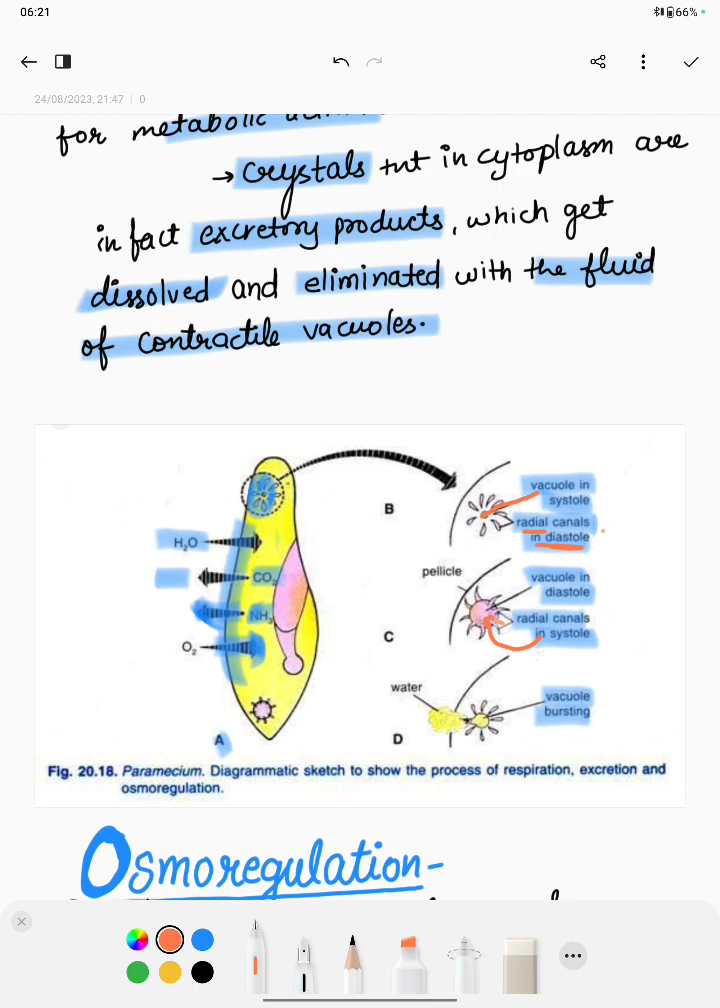 06:21
66%
24/08/2023, 21:47 | 0
for metabolic
→ Crystals tnt in cytoplasm are
in fact excretory products, which get
dissolved and eliminated with the fluid
of Contractile vacuoles.
B
vacuole in
systole
radial canals
in diastole
H₂O
CO₂
NH₃
O₂
A
pellicle
C
vacuole in
diastole
radial canals
in systole
water
D
vacuole
bursting
Fig. 20.18. Paramecium. Diagrammatic sketch to show the process of respiration, excretion and
osmoregulation.
Osmoregulation-